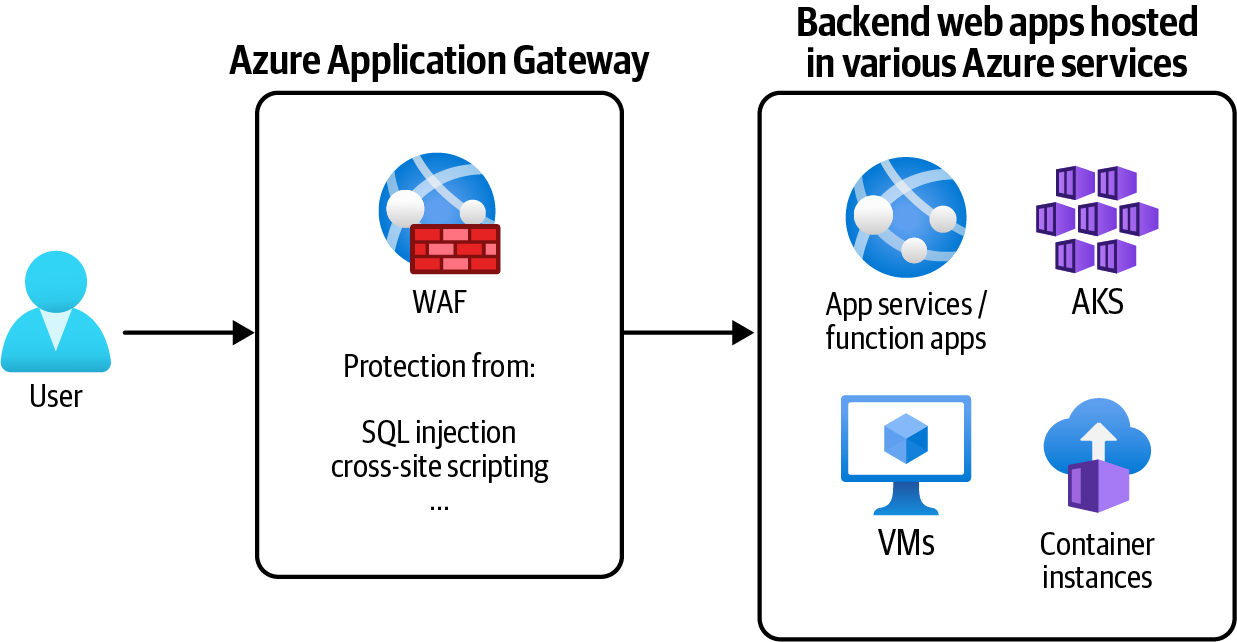 Azure Application Gateway
Backend web apps hosted
in various Azure services
User
WAF
Protection from:
SQL injection
cross-site scripting
...
App services /
function apps
AKS
VMs
Container
instances